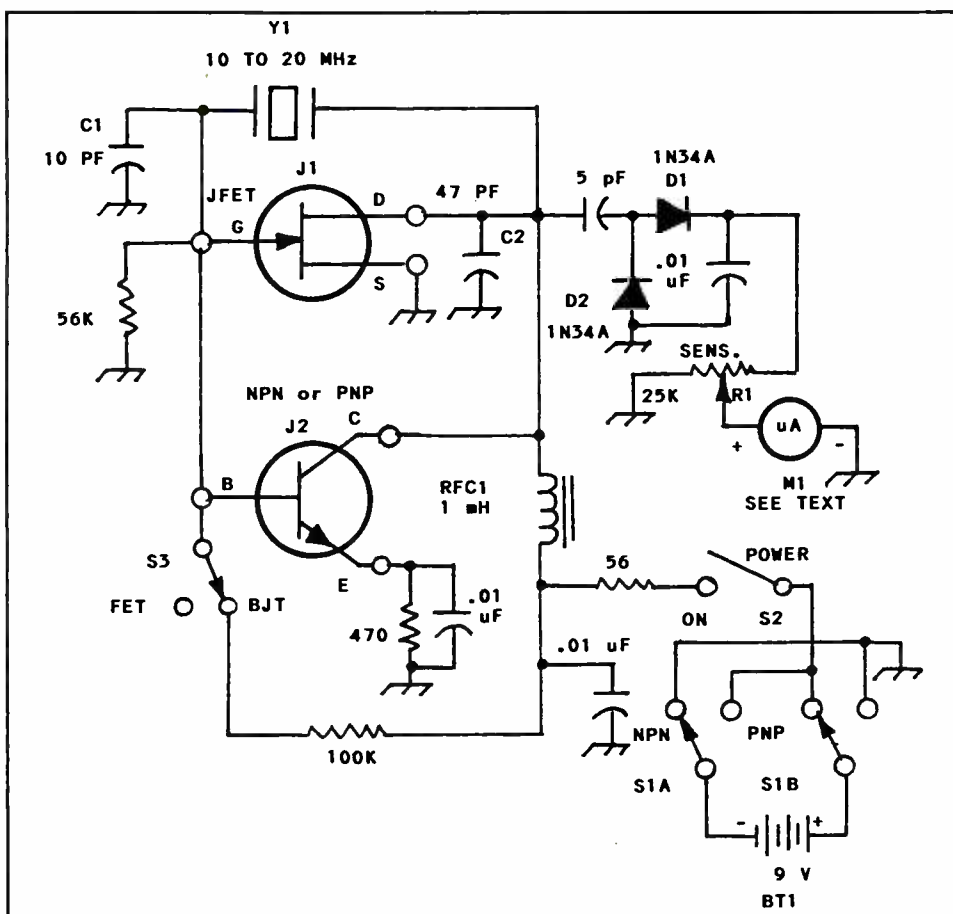 Y1
10 TO 20 MHz
C1
10 PF
J1
JFET
D
47 PF
G
S
C2
5 pF
1N34A
D1
.01
uF
D2
1N34A
56K
SENS.
25K
R1
uA
+
-
M1
SEE TEXT
NPN or PNP
J2
C
B
E
RFC1
1 mH
S3
FET
BJT
470
.01
uF
56
POWER
ON
S2
.01 uF
100K
NPN
PNP
S1A
S1B
-
+
9 V
BT1